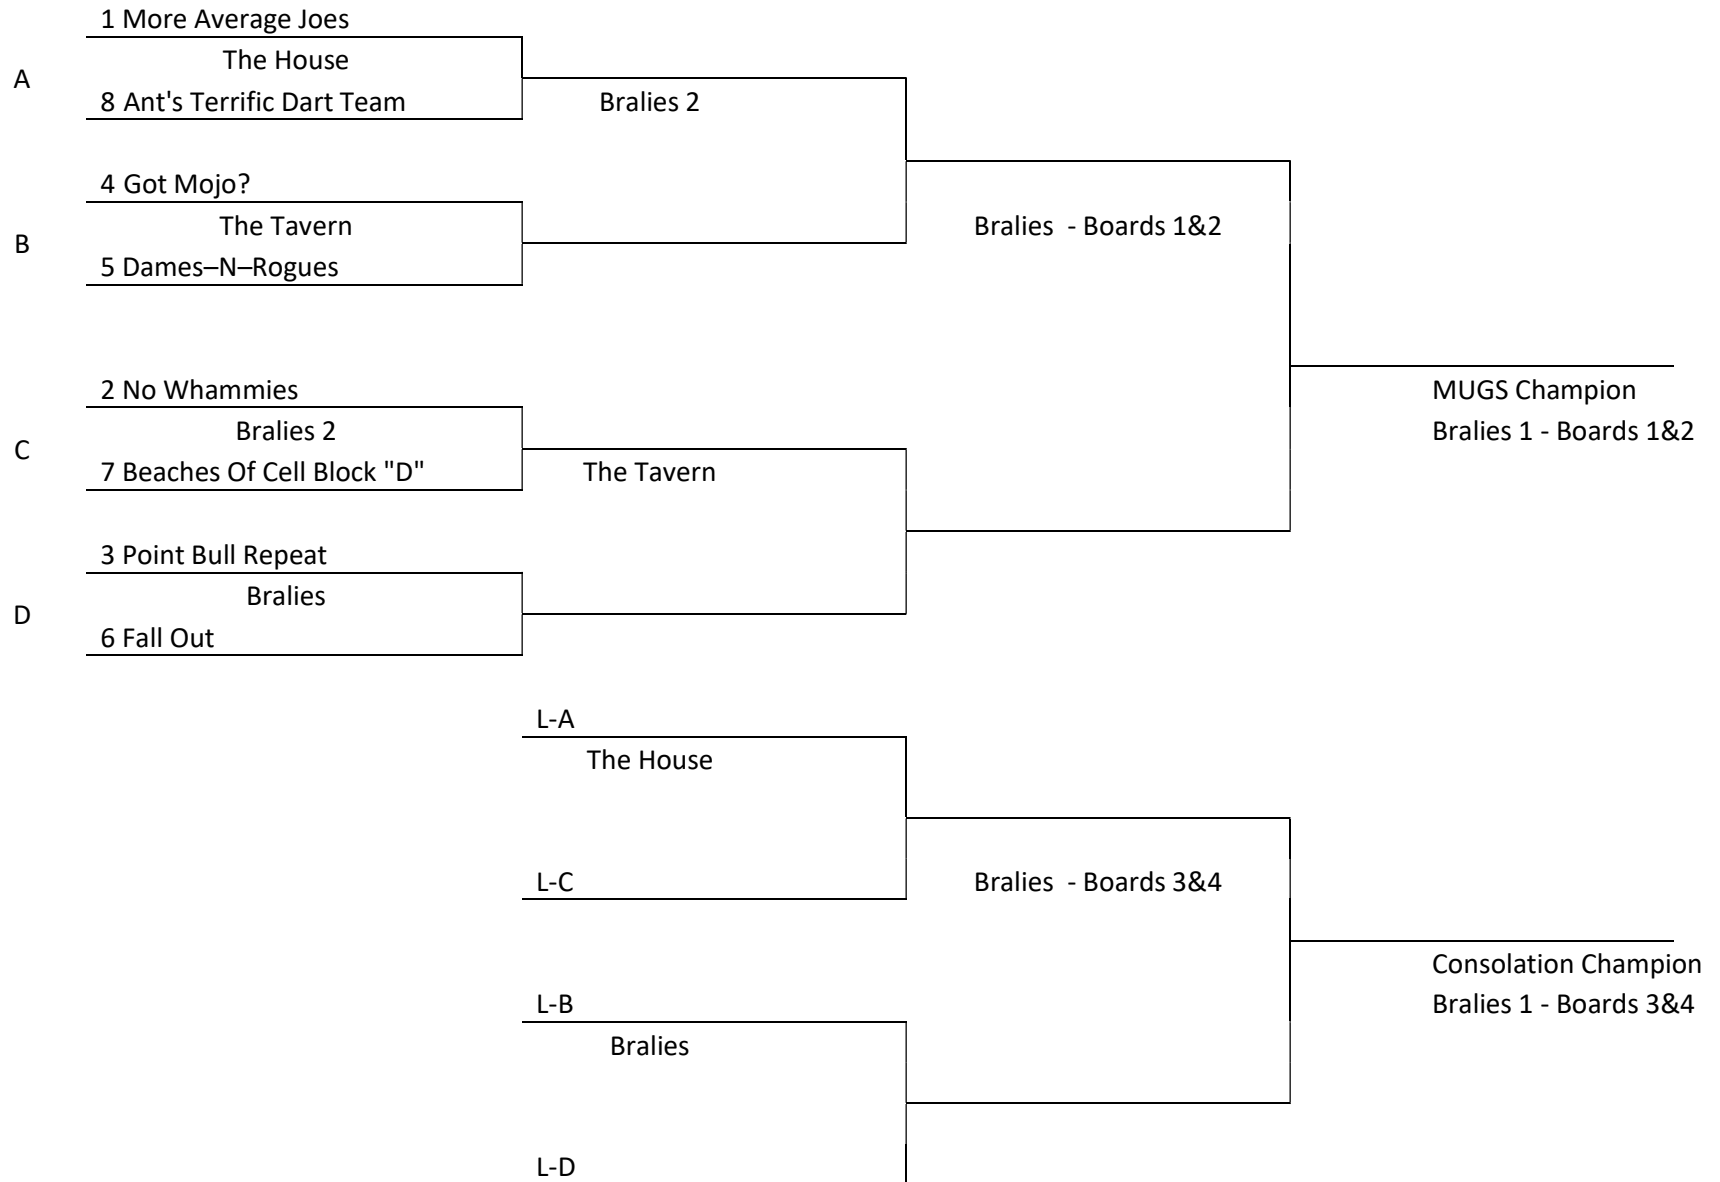 1 More Average Joes
The House
A
8 Ant's Terrific Dart Team
Bralies 2
4 Got Mojo?
The Tavern
Bralies  - Boards 1&2
B
5 Dames–N–Rogues
2 No Whammies
MUGS Champion
Bralies 2
Bralies 1 - Boards 1&2
C
7 Beaches Of Cell Block "D"
The Tavern
3 Point Bull Repeat
Bralies
D
6 Fall Out
L-A
The House
L-C
Bralies  - Boards 3&4
Consolation Champion
L-B
Bralies 1 - Boards 3&4
Bralies
L-D